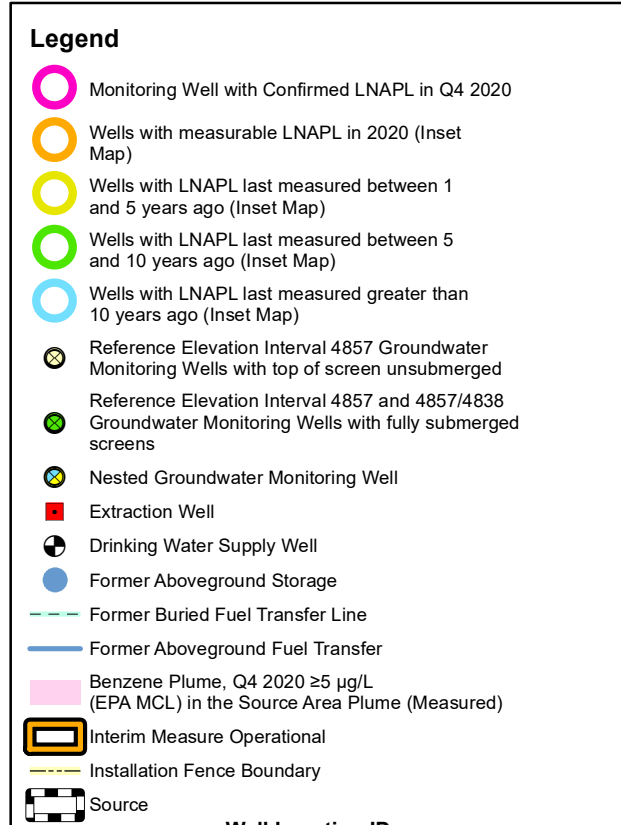 Legend
Monitoring Well with Confirmed LNAPL in Q4 2020
Wells with measurable LNAPL in 2020 (Inset
Map)
Wells with LNAPL last measured between 1
and 5 years ago (Inset Map)
Wells with LNAPL last measured between 5
and 10 years ago (Inset Map)
Wells with LNAPL last measured greater than
10 years ago (Inset Map)
Reference Elevation Interval 4857 Groundwater
Monitoring Wells with top of screen unsubmerged
Reference Elevation Interval 4857 and 4857/4838
Groundwater Monitoring Wells with fully submerged
screens
Nested Groundwater Monitoring Well
Extraction Well
Drinking Water Supply Well
Former Aboveground Storage
Former Buried Fuel Transfer Line
Former Aboveground Fuel Transfer
Benzene Plume, Q4 2020 ≥5 µg/L
(EPA MCL) in the Source Area Plume (Measured)
Interim Measure Operational
Installation Fence Boundary
Source
Well Location ID